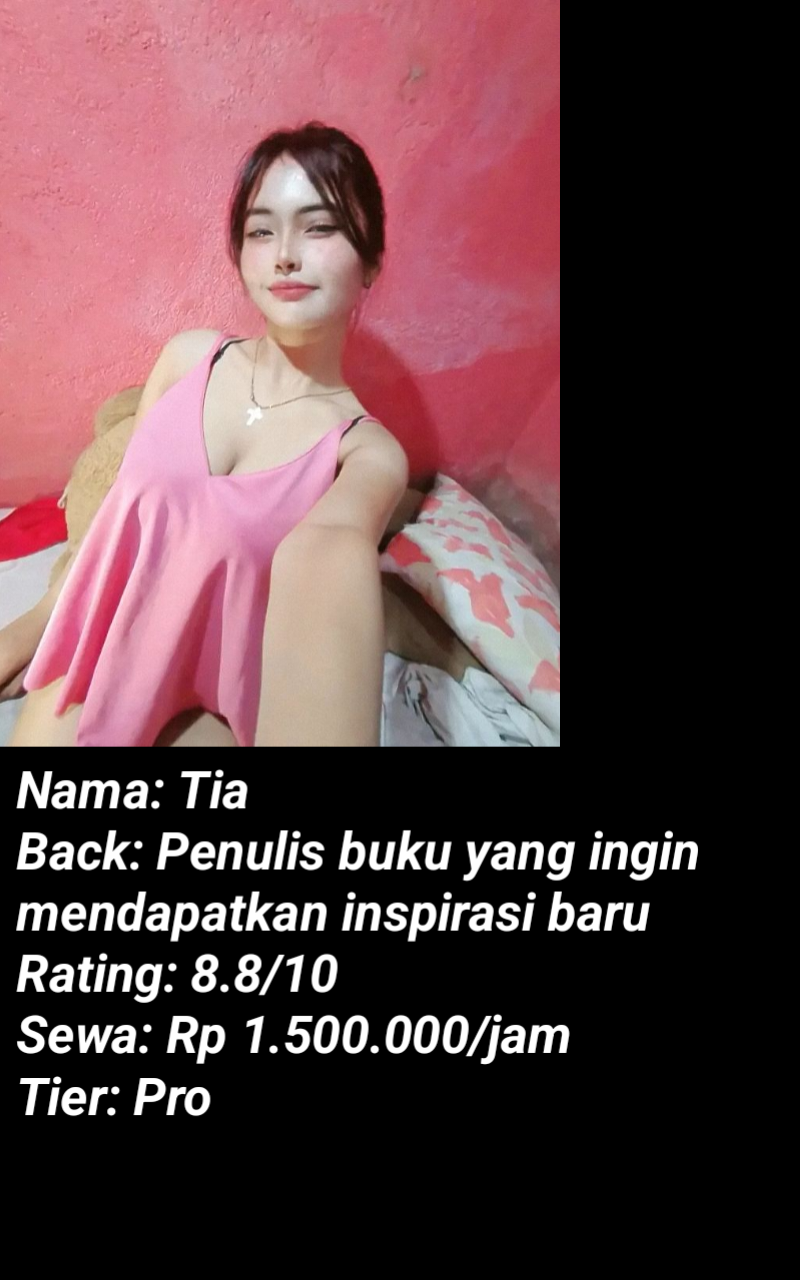 Nama: Tia
Back: Penulis buku yang ingin
mendapatkan inspirasi baru
Rating: 8.8/10
Sewa: Rp 1.500.000/jam
Tier: Pro